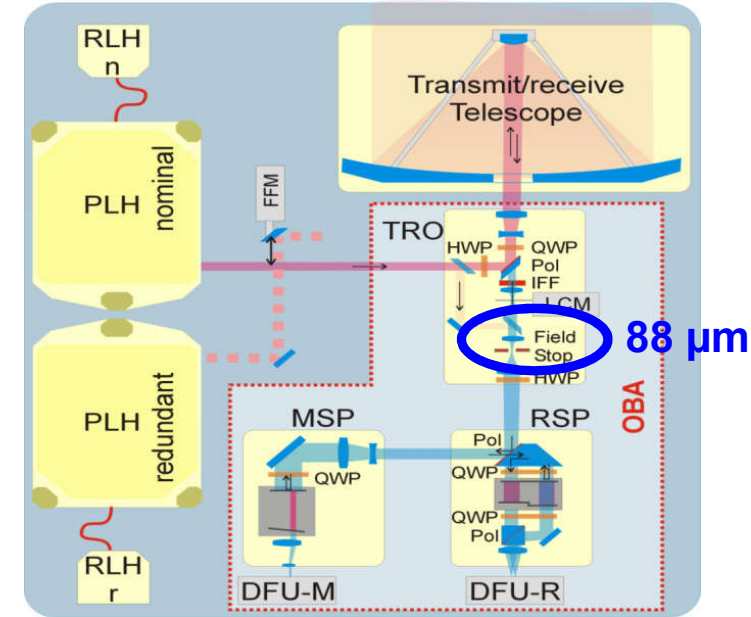 RLH
n
PLH
nominal
FFM
Transmit/receive
Telescope
TRO
HWP
QWP
Pol
IFF
LCM
Field
Stop
HWP
88 µm
OBA
PLH
redundant
RLH
r
MSP
QWP
DFU-M
RSP
Pol
QWP
QWP
Pol
DFU-R